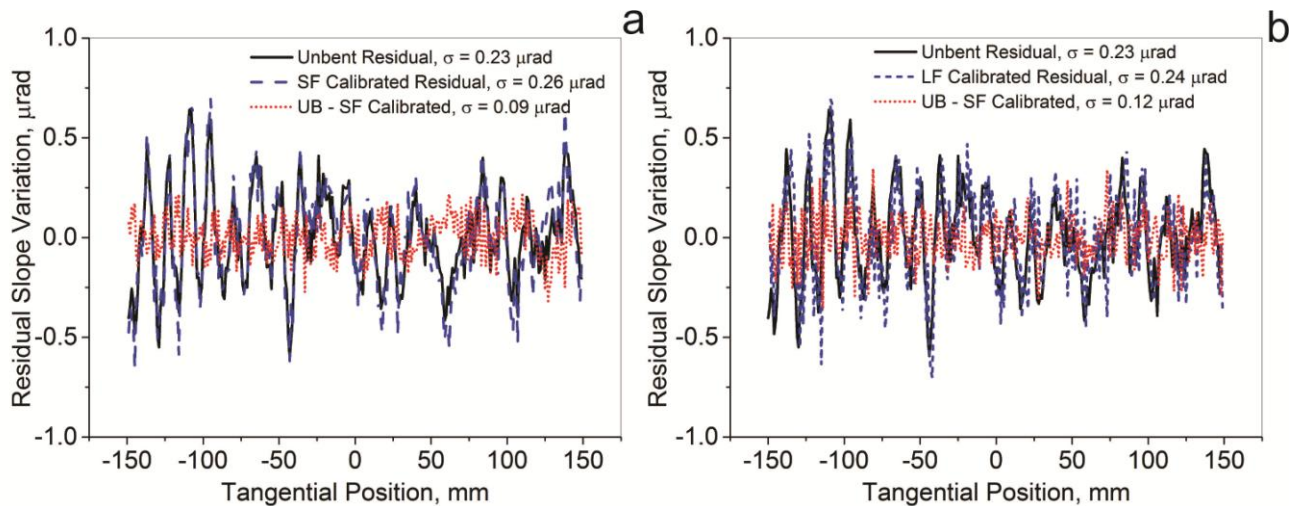 a
1.0
0.5
0.0
-0.5
-1.0
Residual Slope Variation, μrad
Unbent Residual, σ = 0.23 μrad
SF Calibrated Residual, σ = 0.26 μrad
UB - SF Calibrated, σ = 0.09 μrad
-150 -100 -50 0 50 100 150
Tangential Position, mm
b
1.0
0.5
0.0
-0.5
-1.0
Residual Slope Variation, μrad
Unbent Residual, σ = 0.23 μrad
LF Calibrated Residual, σ = 0.24 μrad
UB - SF Calibrated, σ = 0.12 μrad
-150 -100 -50 0 50 100 150
Tangential Position, mm